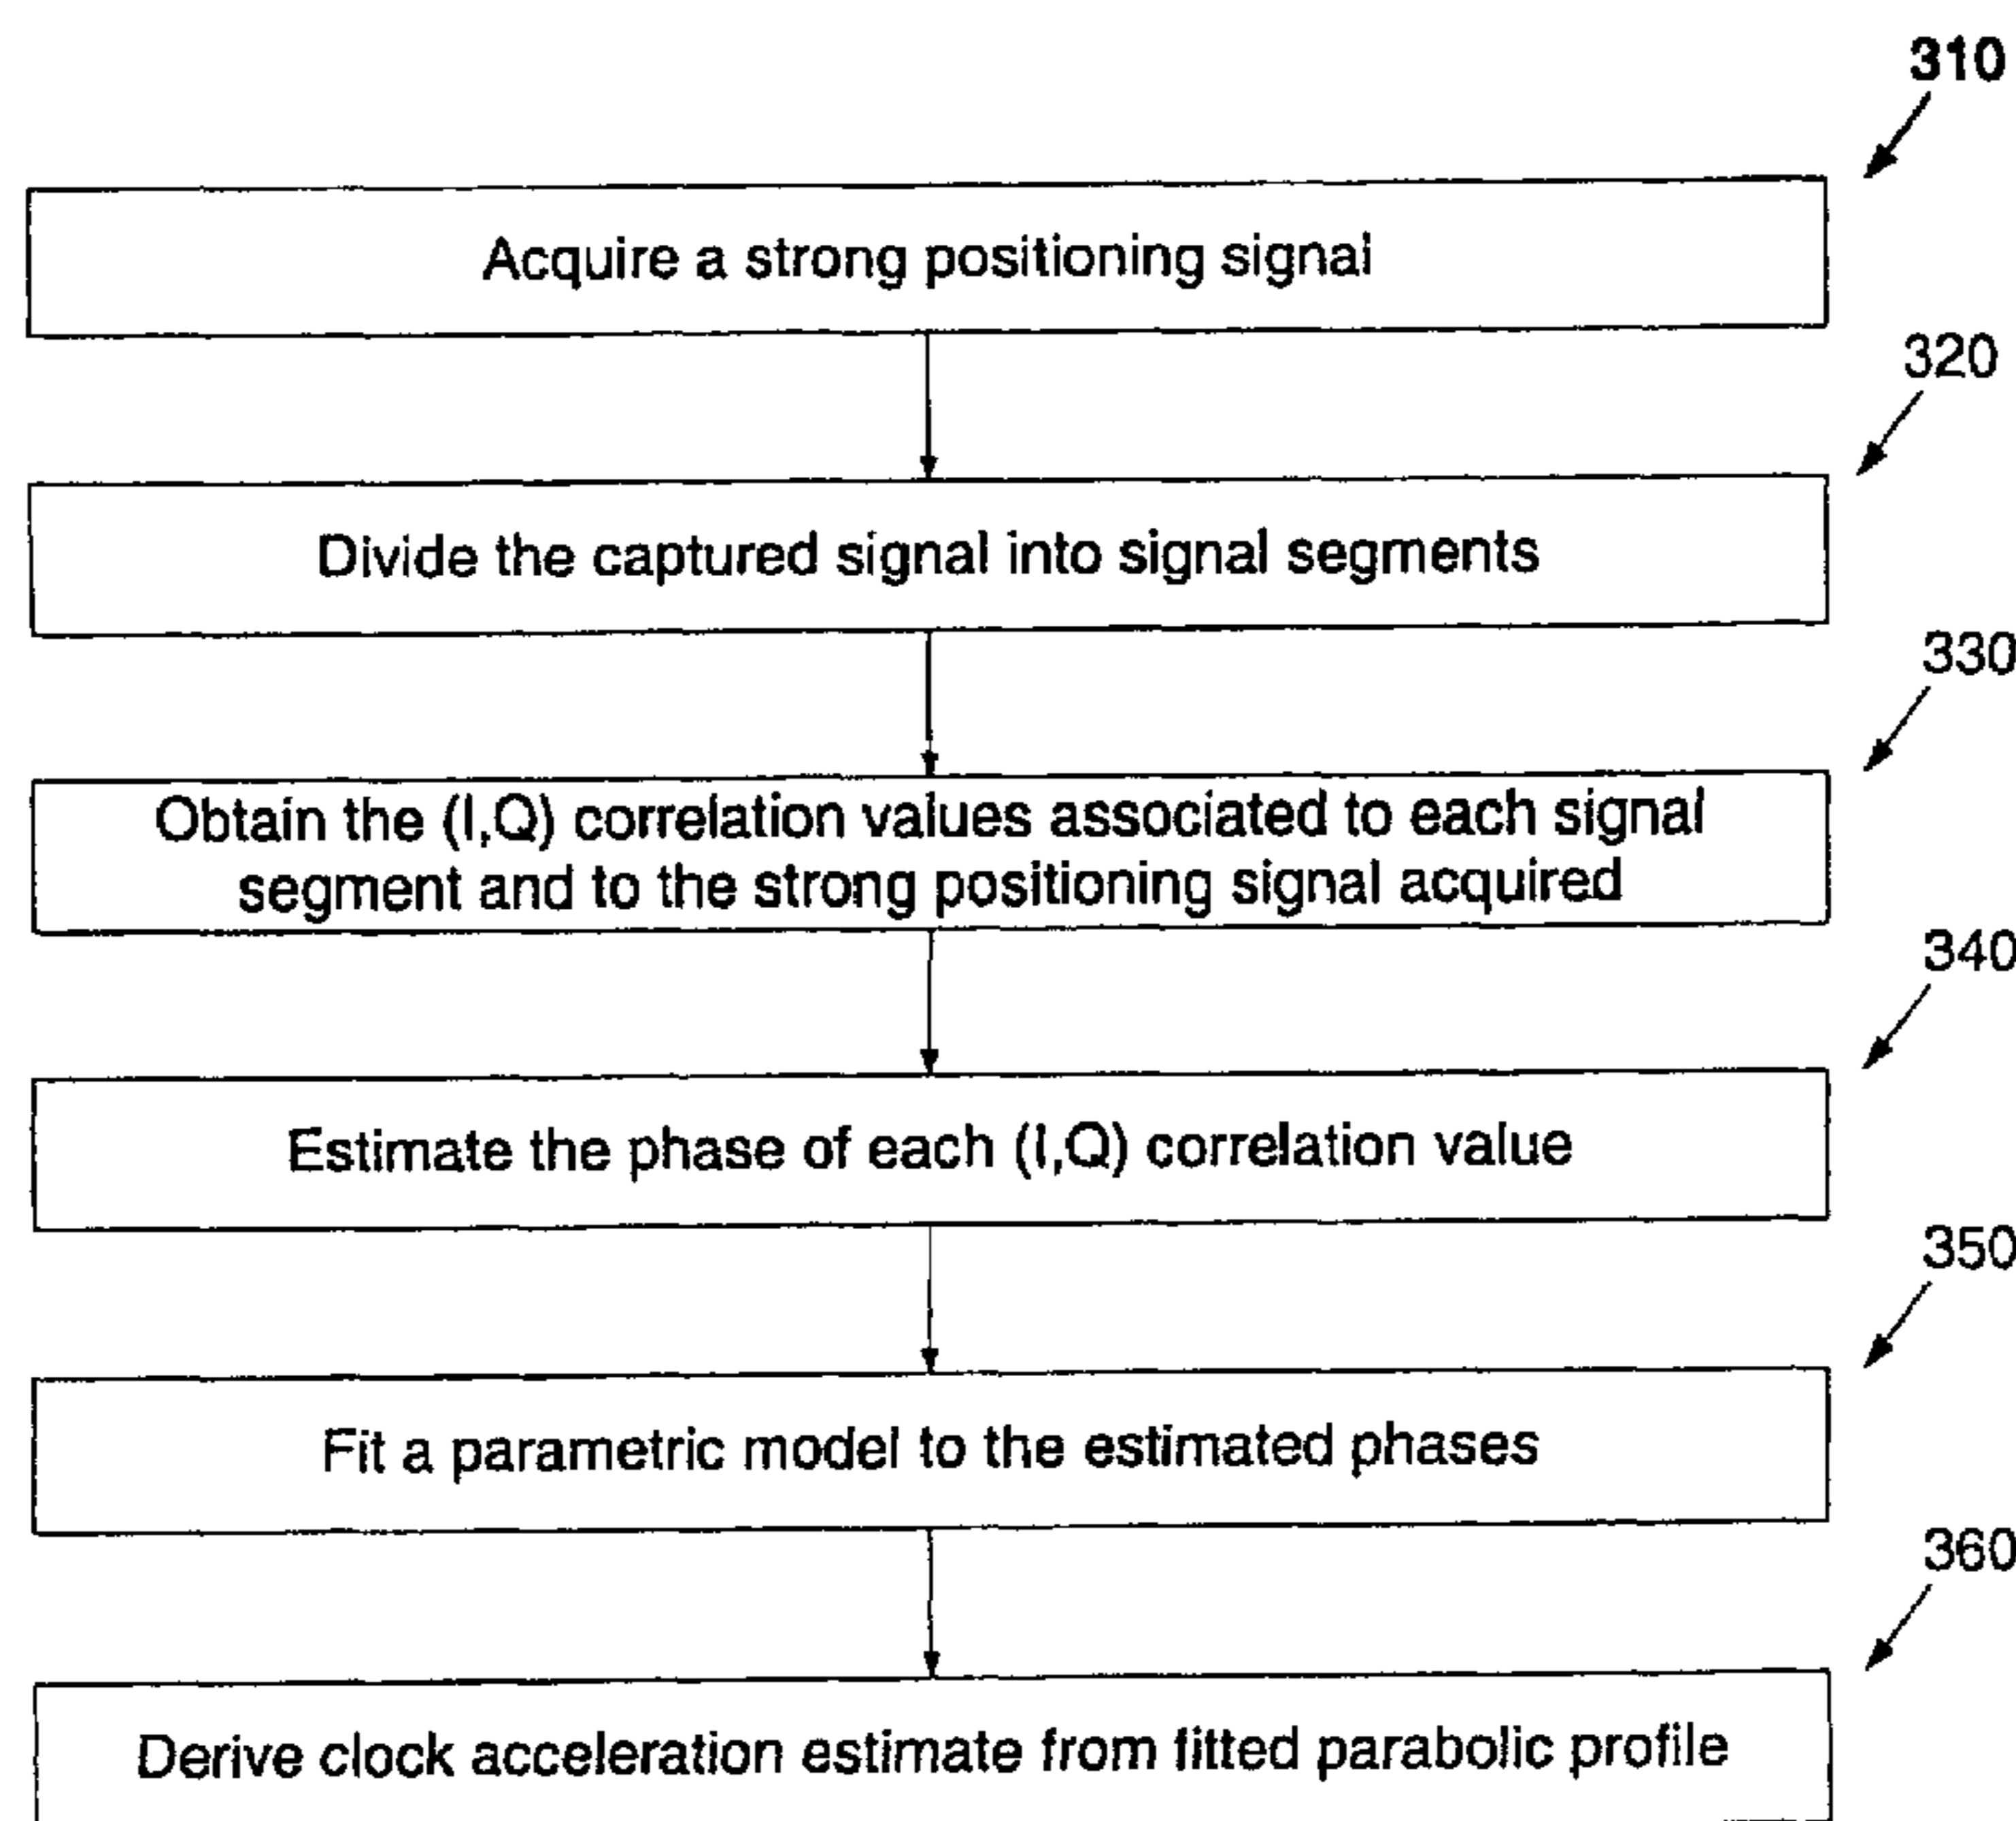 310
Acquire a strong positioning signal
320
Divide the captured signal into signal segments
330
Obtain the (I,Q) correlation values associated to each signal
segment and to the strong positioning signal acquired
340
Estimate the phase of each (I,Q) correlation value
350
Fit a parametric model to the estimated phases
360
Derive clock acceleration estimate from fitted parabolic profile